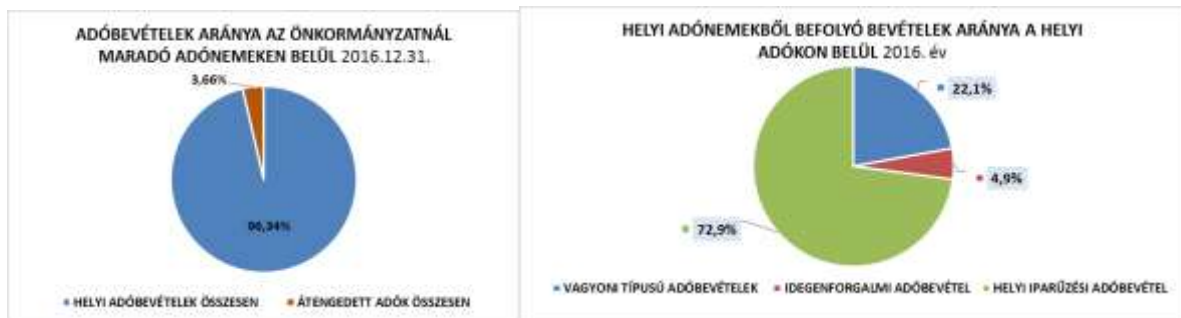 ADÓBEVÉTELEK ARÁNYA AZ ÖNKORMÁNYZATNÁL
MARADÓ ADÓNEMEKEN BELÜL 2016.12.31.
3,66%
96,34%
HELYI ADÓBEVÉTELEK ÖSSZESEN
ÁTENGEDETT ADÓK ÖSSZESEN
HELYI ADÓNEMEKBŐL BEFOLYÓ BEVÉTELEK ARÁNYA A HELYI
ADÓKON BELÜL 2016. év
22,1%
4,9%
72,9%
VAGYONI TÍPUSÚ ADÓBEVÉTELEK
IDEGENFORGALMI ADÓBEVÉTEL
HELYI IPARŰZÉSI ADÓBEVÉTEL